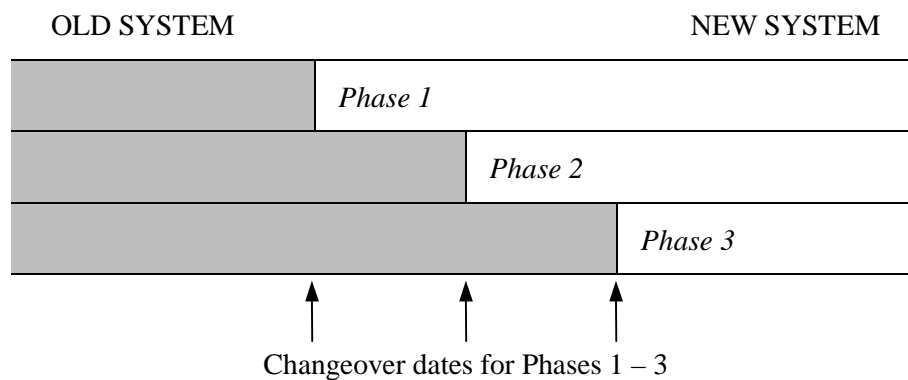 OLD SYSTEM NEW SYSTEM
Phase 1
Phase 2
Phase 3
Changeover dates for Phases 1 – 3